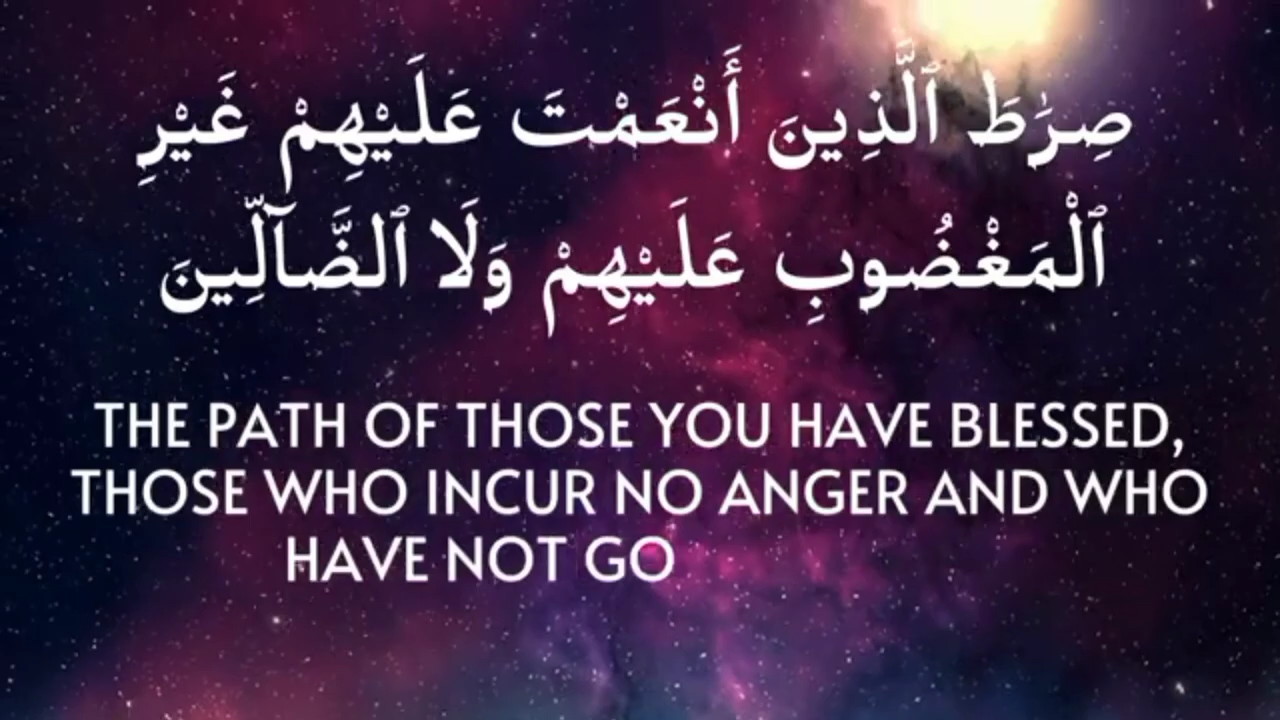 صِرَٰطَ ٱلَّذِينَ أَنْعَمْتَ عَلَيْهِمْ غَيْرِ
ٱلْمَغْضُوبِ عَلَيْهِمْ وَلَا ٱلضَّآلِّينَ
THE PATH OF THOSE YOU HAVE BLESSED,
THOSE WHO INCUR NO ANGER AND WHO
HAVE NOT GO